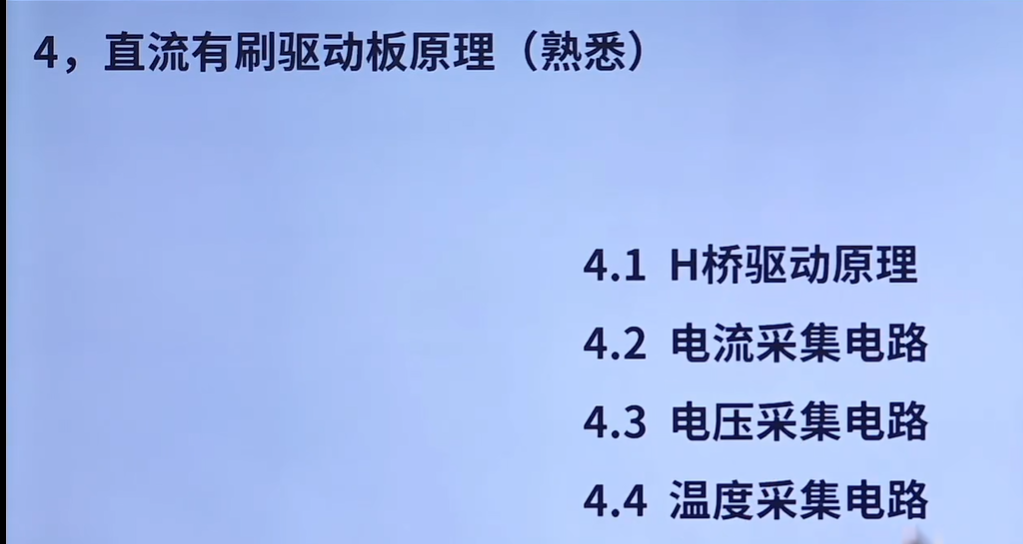 4，直流有刷驱动板原理（熟悉）
4.1 H桥驱动原理
4.2 电流采集电路
4.3 电压采集电路
4.4 温度采集电路